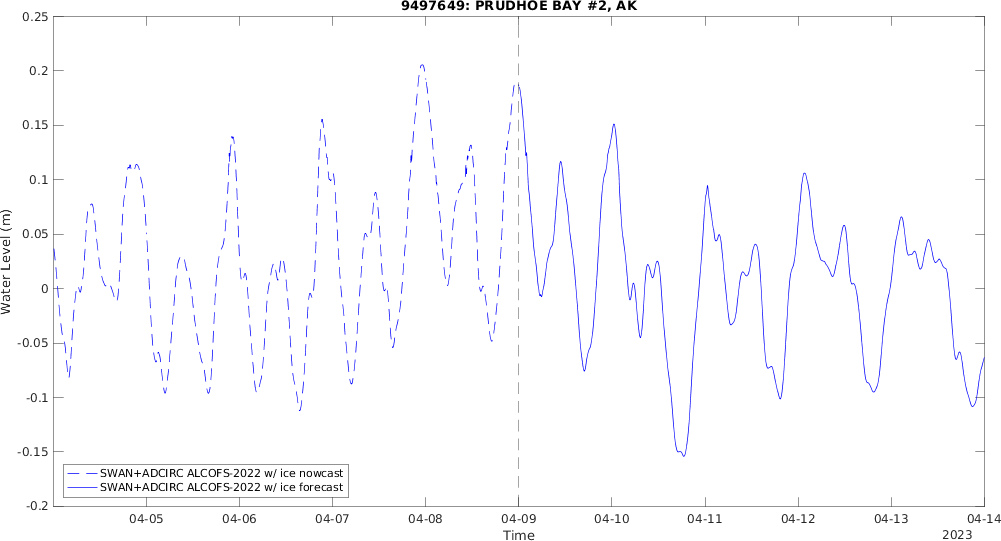 9497649: PRUDHOE BAY #2, AK
Water Level (m)
0.25
0.2
0.15
0.1
0.05
0
-0.05
-0.1
-0.15
-0.2
SWAN+ADCIRC ALCOFS-2022 w/ ice nowcast
SWAN+ADCIRC ALCOFS-2022 w/ ice forecast
04-05 04-06 04-07 04-08 04-09 04-10 04-11 04-12 04-13 04-14
Time
2023